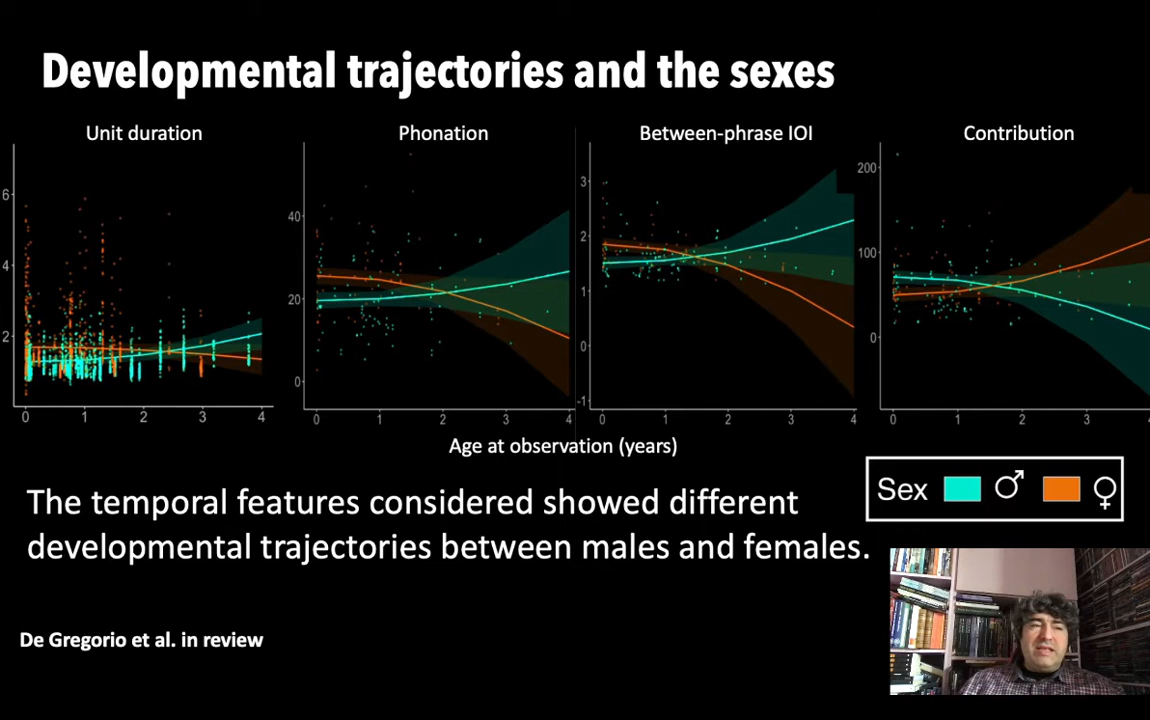 Developmental trajectories and the sexes
Unit duration
Phonation
Between-phrase IOI
Contribution
6
4
2
0 1 2 3 4
40
20
0
0 1 2 3 4
3
2
1
0
-1
0 1 2 3 4
200
100
0
0 1 2 3 4
Age at observation (years)
Sex ♂ ♀
The temporal features considered showed different
developmental trajectories between males and females.
De Gregorio et al. in review